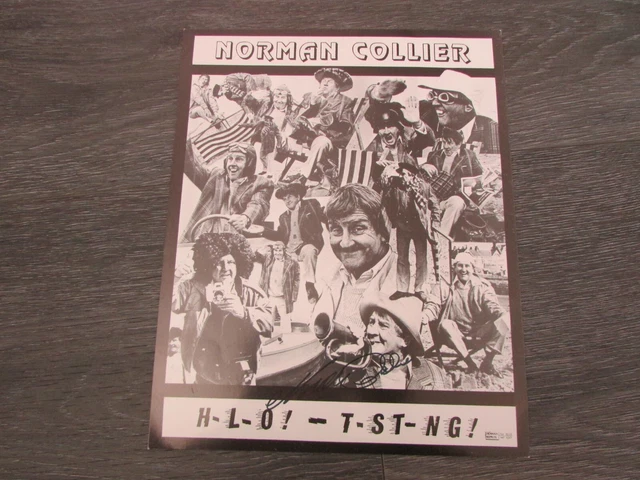 NORMAN COLLIER
H-L-O! — T-ST-NG!